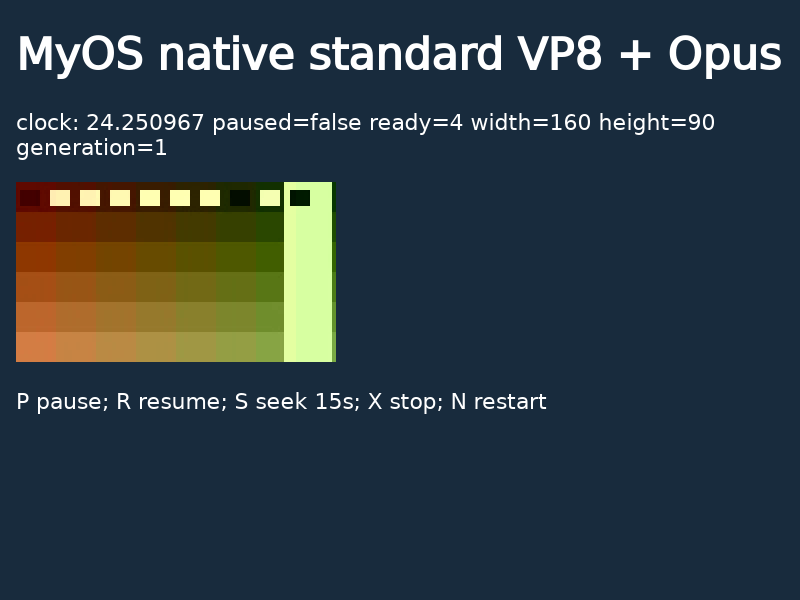 MyOS native standard VP8 + Opus
clock: 24.250967 paused=false ready=4 width=160 height=90
generation=1
P pause; R resume; S seek 15s; X stop; N restart